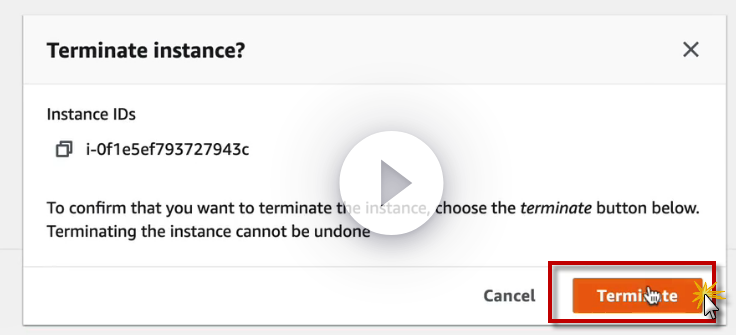 Terminate instance?
Instance IDs
i-0f1e5ef793727943c
To confirm that you want to terminate the instance, choose the terminate button below.
Terminating the instance cannot be undone
Cancel
Terminate